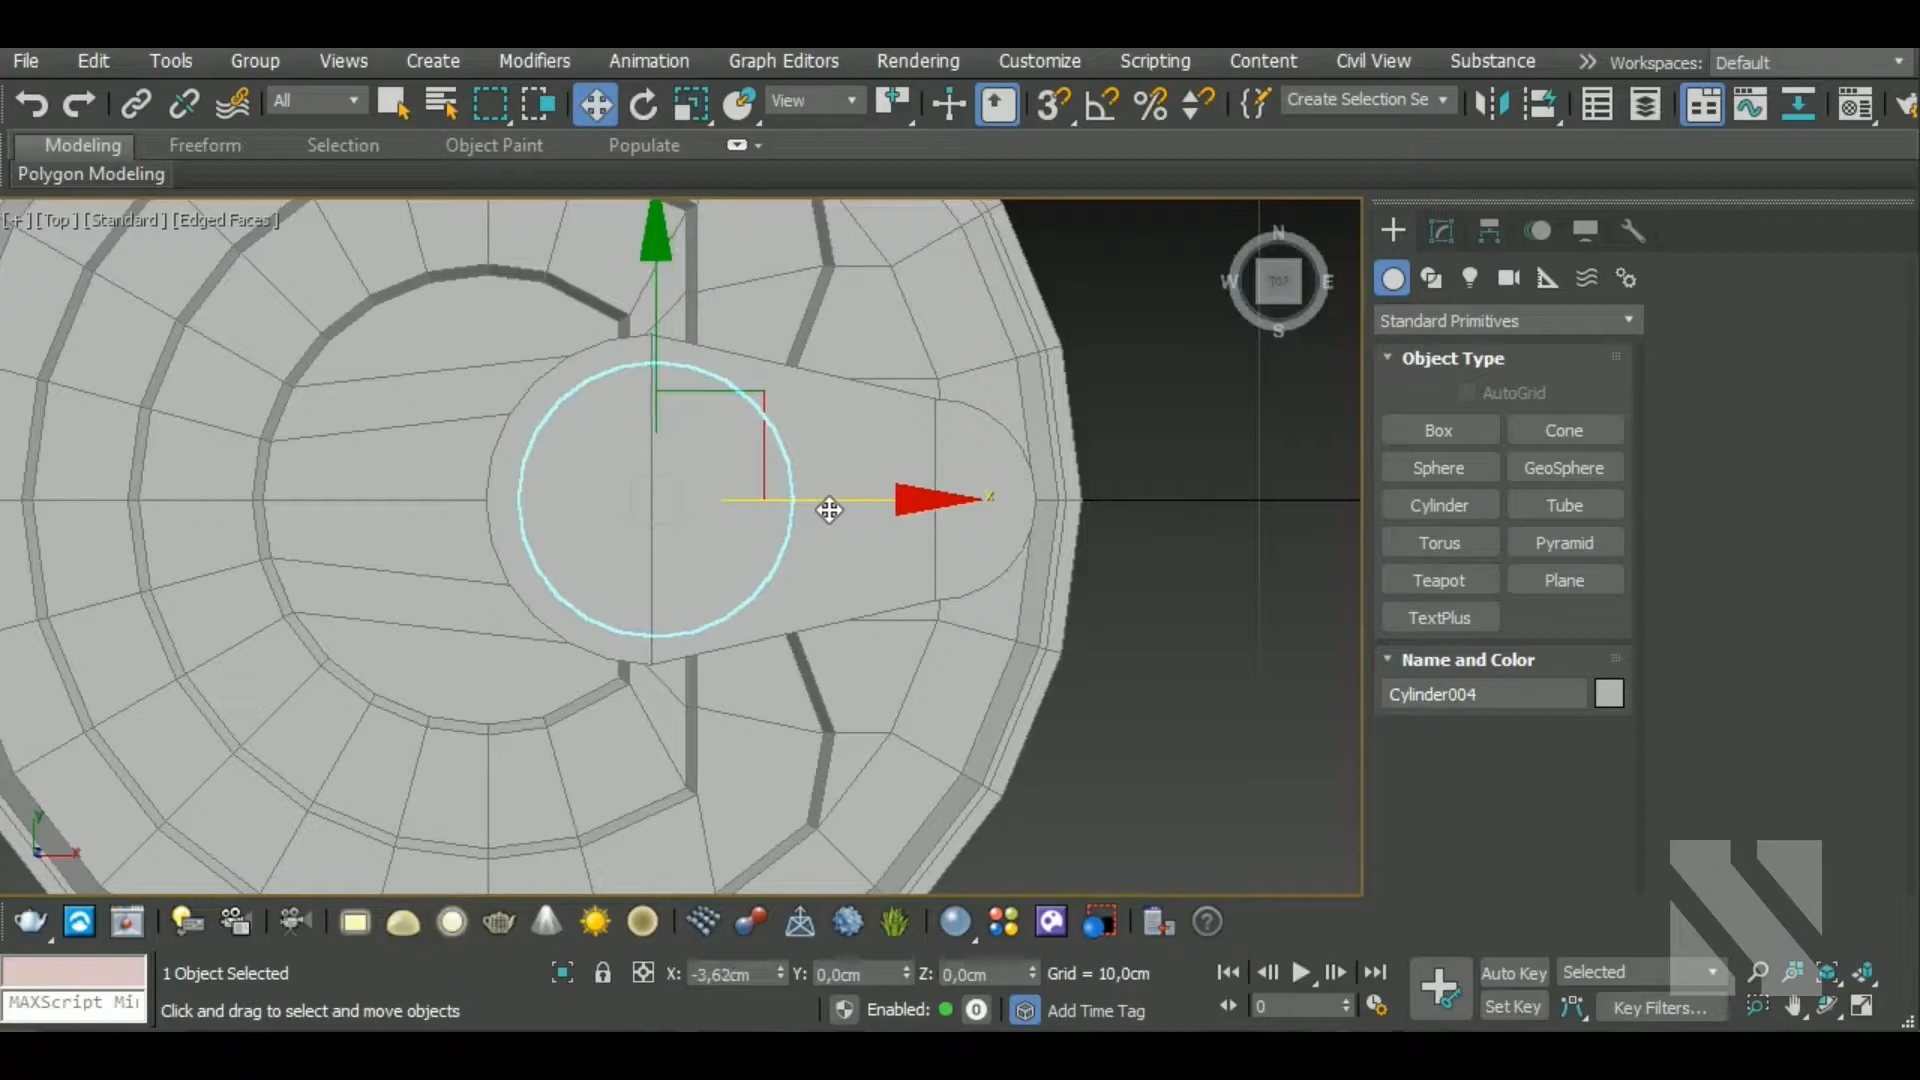 File Edit Tools Group Views Create Modifiers Animation Graph Editors Rendering Customize Scripting Content Civil View Substance Workspaces: Default
All View Create Selection Se
Modeling Freeform Selection Object Paint Populate
Polygon Modeling
[+] [Top] [Standard] [Edged Faces]
N
W TOP E
S
Standard Primitives
Object Type
AutoGrid
Box Cone
Sphere GeoSphere
Cylinder Tube
Torus Pyramid
Teapot Plane
TextPlus
Name and Color
Cylinder004
x
y
x
1 Object Selected X: -3,62cm Y: 0,0cm Z: 0,0cm Grid = 10,0cm Auto Key Selected
MAXScript Mi
Click and drag to select and move objects Enabled: 0 Add Time Tag 0 Set Key Key Filters...